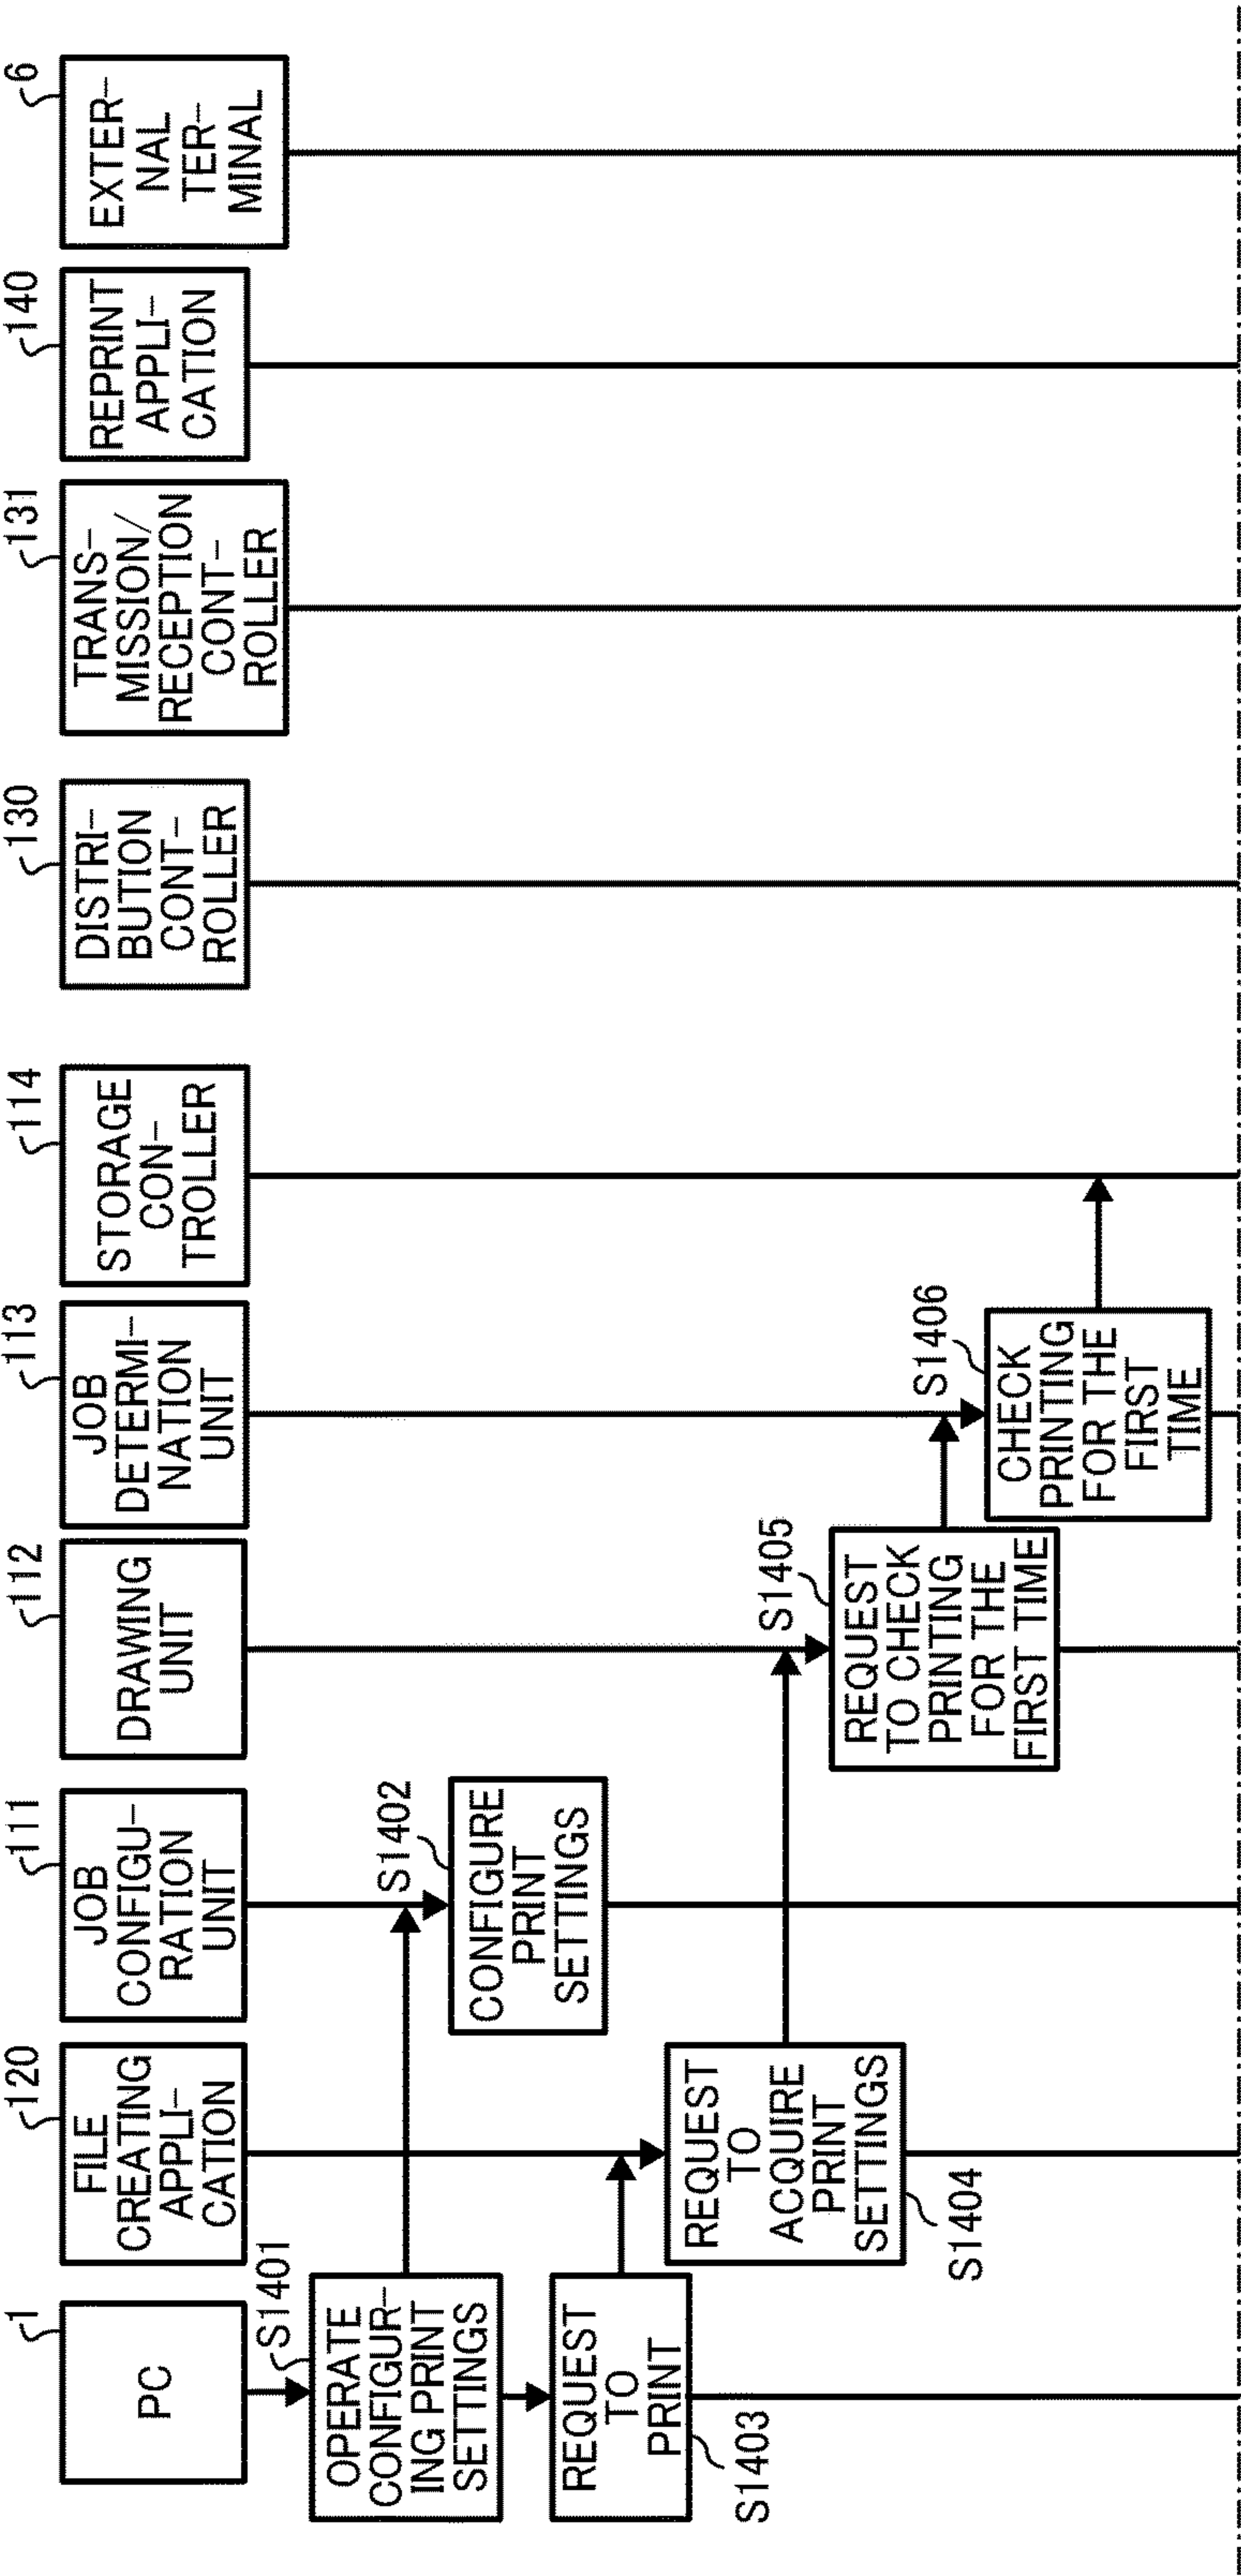 1
PC
120
FILE
CREATING
APPLI-
CATION
111
JOB
CONFIGU-
RATION
UNIT
112
DRAWING
UNIT
113
JOB
DETERMI-
NATION
UNIT
114
STORAGE
CON-
TROLLER
130
DISTRI-
BUTION
CONT-
ROLLER
131
TRANS-
MISSION/
RECEPTION
CONT-
ROLLER
140
REPRINT
APPLI-
CATION
6
EXTER-
NAL
TER-
MINAL
S1401
OPERATE
CONFIGUR-
ING PRINT
SETTINGS
S1402
CONFIGURE
PRINT
SETTINGS
REQUEST
TO
PRINT
S1403
REQUEST
TO
ACQUIRE
PRINT
SETTINGS
S1404
S1405
REQUEST
TO CHECK
PRINTING
FOR THE
FIRST TIME
S1406
CHECK
PRINTING
FOR THE
FIRST
TIME